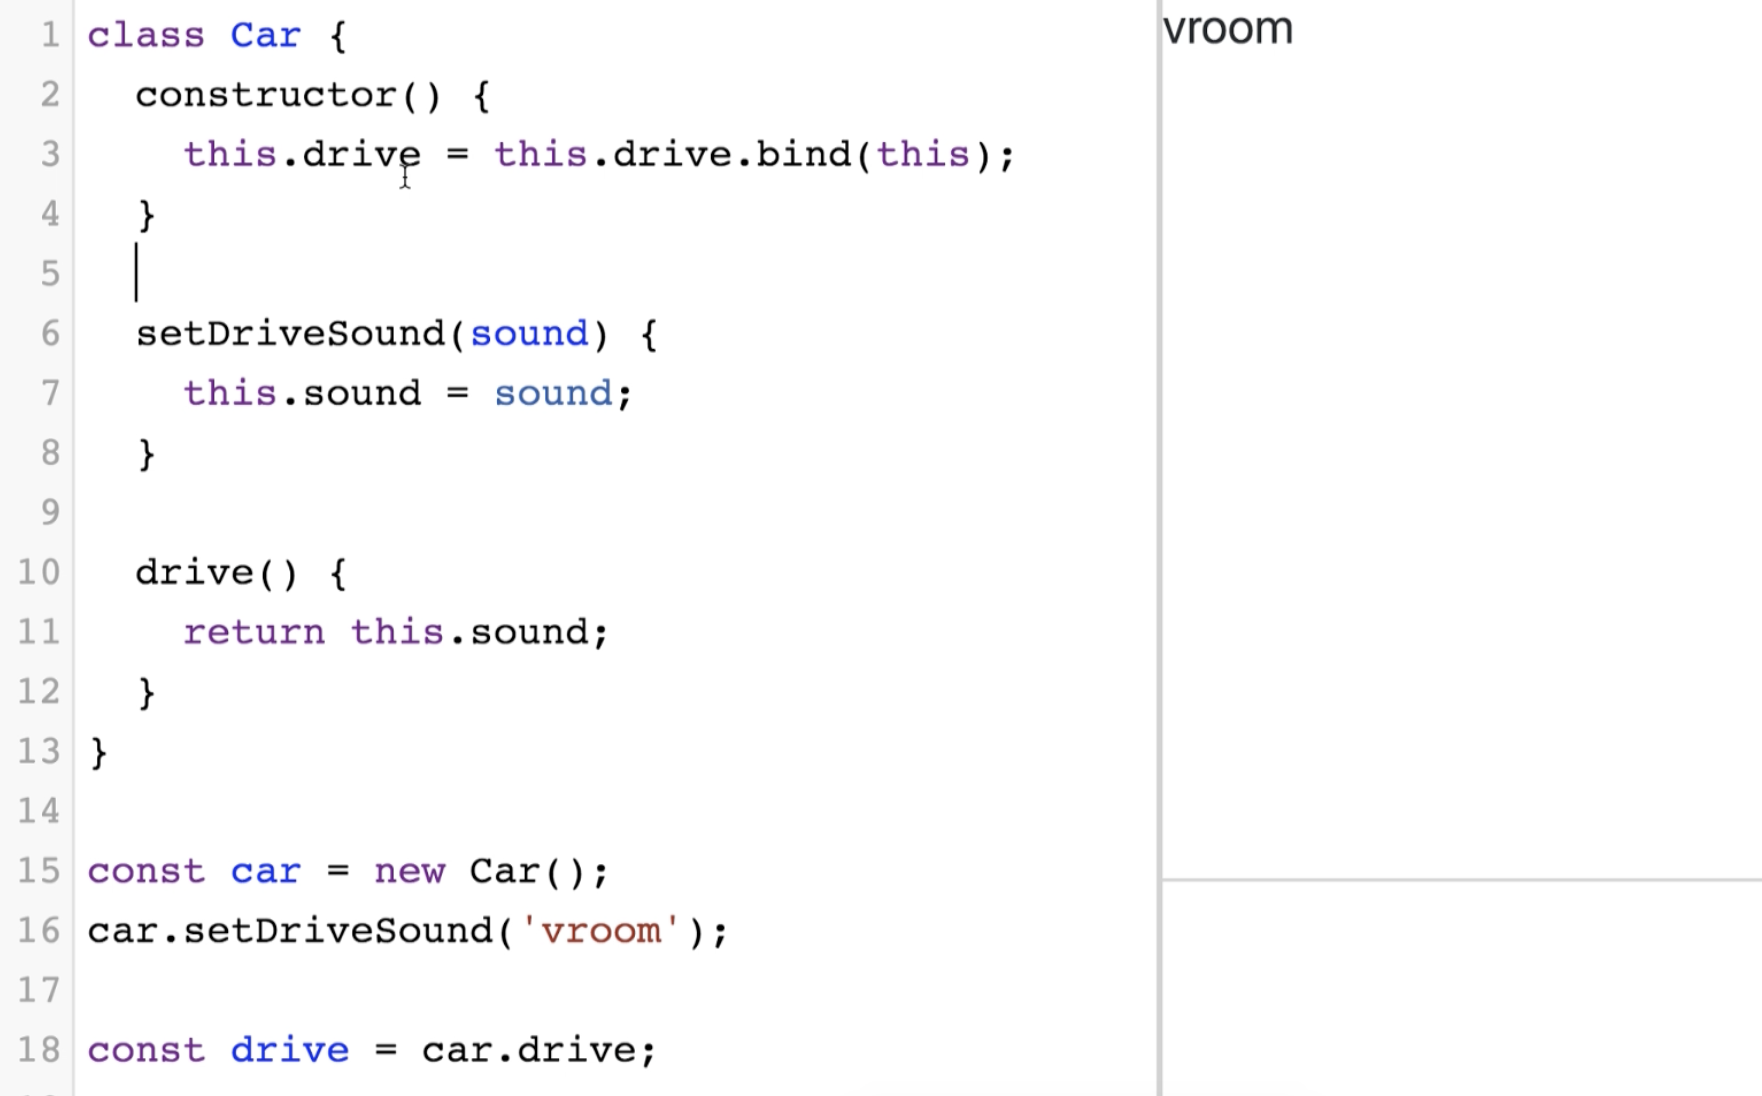 1 class Car {
2 constructor() {
3 this.drive = this.drive.bind(this);
4 }
5
6 setDriveSound(sound) {
7 this.sound = sound;
8 }
9
10 drive() {
11 return this.sound;
12 }
13 }
14
15 const car = new Car();
16 car.setDriveSound('vroom');
17
18 const drive = car.drive;
vroom